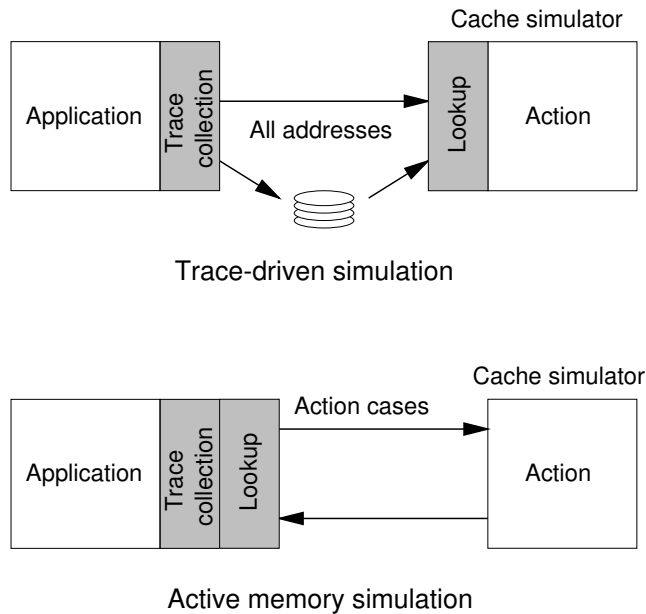 Cache simulator
Application
Trace
collection
All addresses
Lookup
Action
Trace-driven simulation
Cache simulator
Action cases
Application
Trace
collection
Lookup
Action
Active memory simulation